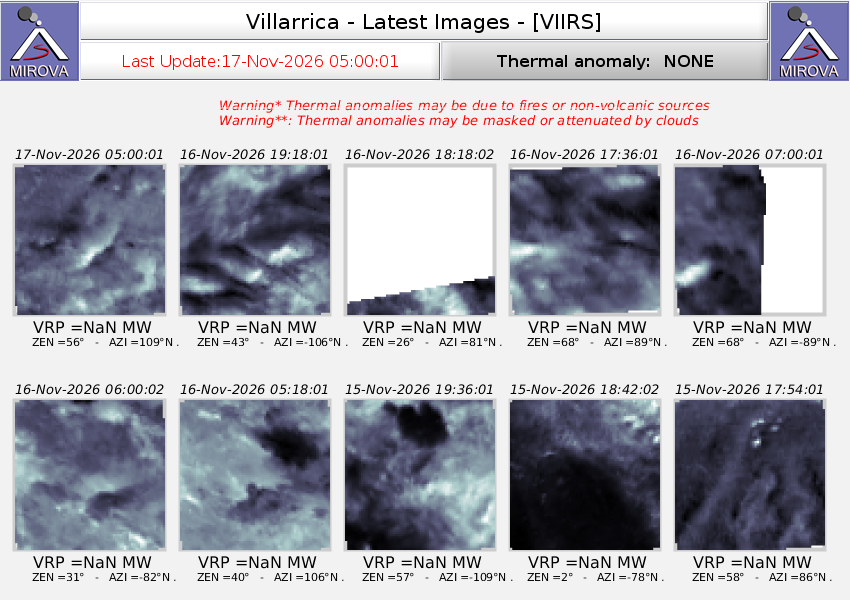 Villarrica - Latest Images - [VIIRS]
MIROVA
Last Update:17-Nov-2026 05:00:01
Thermal anomaly: NONE
MIROVA
Warning* Thermal anomalies may be due to fires or non-volcanic sources
Warning**: Thermal anomalies may be masked or attenuated by clouds
17-Nov-2026 05:00:01
16-Nov-2026 19:18:01
16-Nov-2026 18:18:02
16-Nov-2026 17:36:01
16-Nov-2026 07:00:01
VRP =NaN MW
VRP =NaN MW
VRP =NaN MW
VRP =NaN MW
VRP =NaN MW
ZEN =56° - AZI =109°N .
ZEN =43° - AZI =-106°N .
ZEN =26° - AZI =81°N .
ZEN =68° - AZI =89°N .
ZEN =68° - AZI =-89°N .
16-Nov-2026 06:00:02
16-Nov-2026 05:18:01
15-Nov-2026 19:36:01
15-Nov-2026 18:42:02
15-Nov-2026 17:54:01
VRP =NaN MW
VRP =NaN MW
VRP =NaN MW
VRP =NaN MW
VRP =NaN MW
ZEN =31° - AZI =-82°N .
ZEN =40° - AZI =106°N .
ZEN =57° - AZI =-109°N .
ZEN =2° - AZI =-78°N .
ZEN =58° - AZI =86°N .